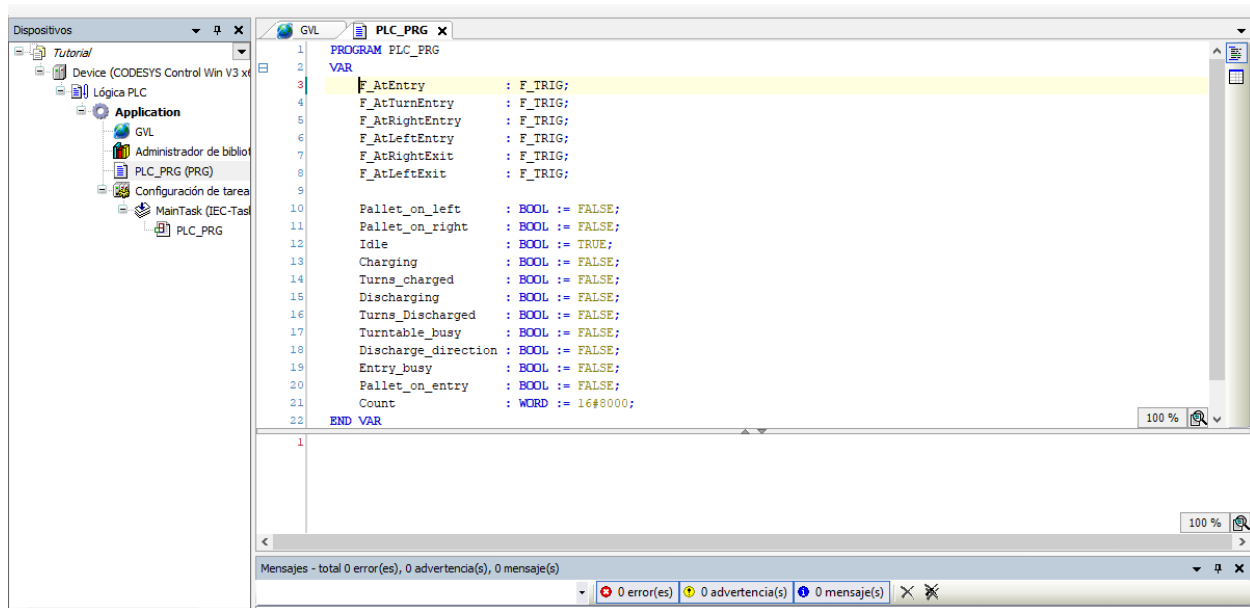 Dispositivos
Tutorial
Device (CODESYS Control Win V3 x6
Lógica PLC
Application
GVL
Administrador de bibliot
PLC_PRG (PRG)
Configuración de tarea
MainTask (IEC-Task
PLC_PRG
GVL PLC_PRG
1 PROGRAM PLC_PRG
2 VAR
3 F_AtEntry : F_TRIG;
4 F_AtTurnEntry : F_TRIG;
5 F_AtRightEntry : F_TRIG;
6 F_AtLeftEntry : F_TRIG;
7 F_AtRightExit : F_TRIG;
8 F_AtLeftExit : F_TRIG;
9
10 Pallet_on_left : BOOL := FALSE;
11 Pallet_on_right : BOOL := FALSE;
12 Idle : BOOL := TRUE;
13 Charging : BOOL := FALSE;
14 Turns_charged : BOOL := FALSE;
15 Discharging : BOOL := FALSE;
16 Turns_Discharged : BOOL := FALSE;
17 Turntable_busy : BOOL := FALSE;
18 Discharge_direction : BOOL := FALSE;
19 Entry_busy : BOOL := FALSE;
20 Pallet_on_entry : BOOL := FALSE;
21 Count : WORD := 16#8000;
22 END_VAR
100 %
1
100 %
Mensajes - total 0 error(es), 0 advertencia(s), 0 mensaje(s)
0 error(es) 0 advertencia(s) 0 mensaje(s)